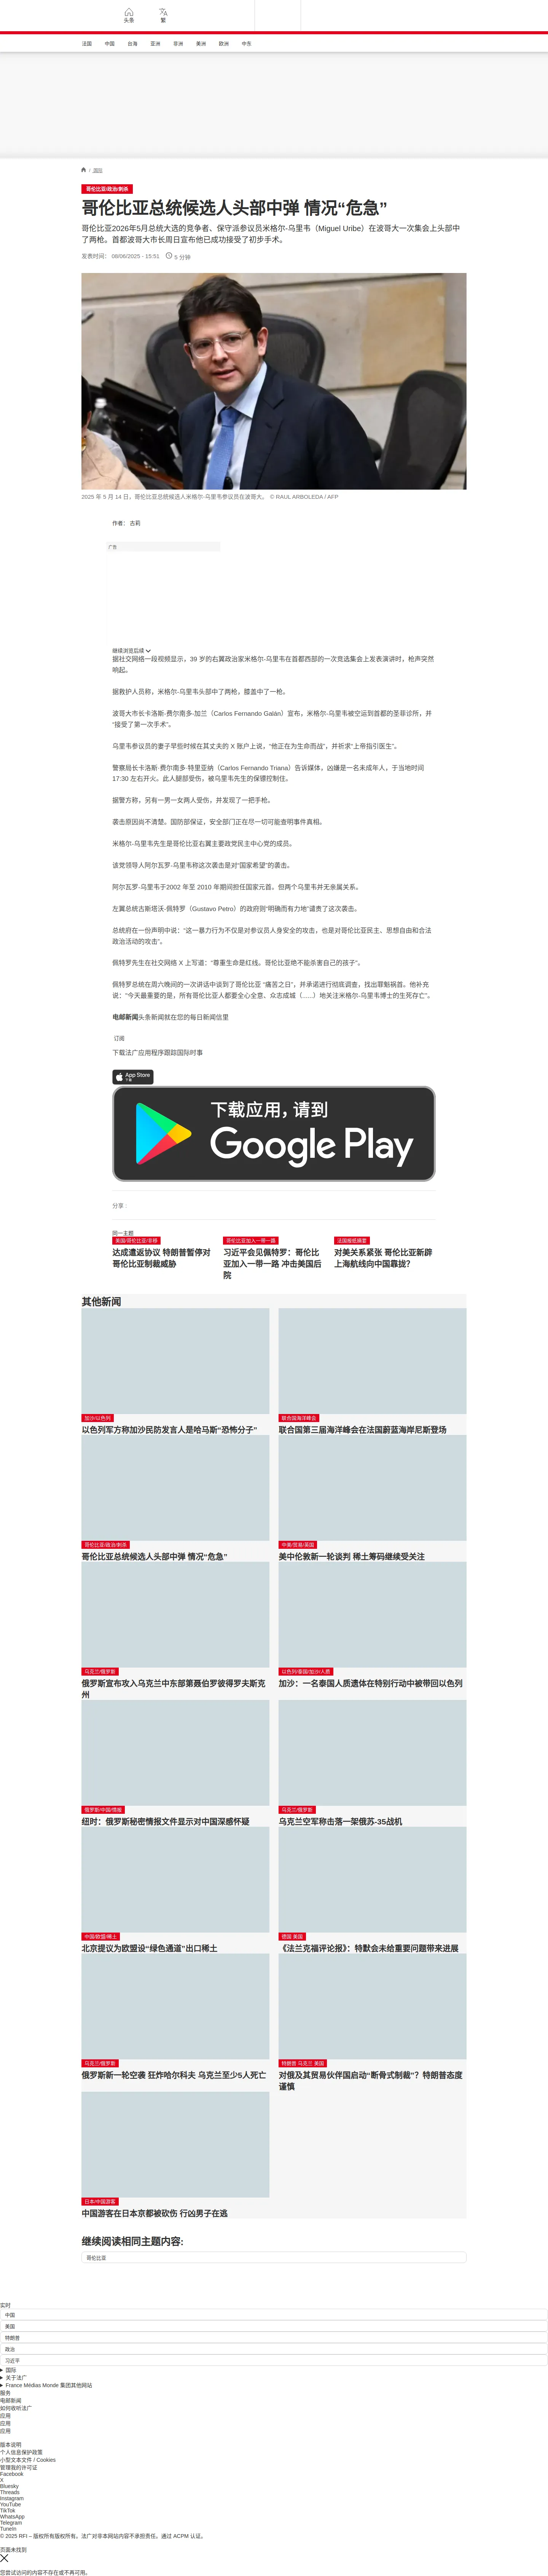 头条
繁
法国 中国 台海 亚洲 非洲 美洲 欧洲 中东
/ 国际
哥伦比亚/政治/刺杀
哥伦比亚总统候选人头部中弹 情况“危急”
哥伦比亚2026年5月总统大选的竞争者、保守派参议员米格尔-乌里韦（Miguel Uribe）在波哥大一次集会上头部中
了两枪。首都波哥大市长周日宣布他已成功接受了初步手术。
发表时间： 08/06/2025 - 15:51 5 分钟
2025 年 5 月 14 日，哥伦比亚总统候选人米格尔-乌里韦参议员在波哥大。 © RAUL ARBOLEDA / AFP
作者： 古莉
广告
继续浏览后续
据社交网络一段视频显示，39 岁的右翼政治家米格尔-乌里韦在首都西部的一次竞选集会上发表演讲时，枪声突然
响起。
据救护人员称，米格尔-乌里韦头部中了两枪，膝盖中了一枪。
波哥大市长卡洛斯-费尔南多-加兰（Carlos Fernando Galán）宣布，米格尔-乌里韦被空运到首都的圣菲诊所，并
“接受了第一次手术”。
乌里韦参议员的妻子早些时候在其丈夫的 X 账户上说，“他正在为生命而战”，并祈求“上帝指引医生”。
警察局长卡洛斯·费尔南多·特里亚纳（Carlos Fernando Triana）告诉媒体，凶嫌是一名未成年人，于当地时间
17:30 左右开火。此人腿部受伤，被乌里韦先生的保镖控制住。
据警方称，另有一男一女两人受伤，并发现了一把手枪。
袭击原因尚不清楚。国防部保证，安全部门正在尽一切可能查明事件真相。
米格尔-乌里韦先生是哥伦比亚右翼主要政党民主中心党的成员。
该党领导人阿尔瓦罗-乌里韦称这次袭击是对“国家希望”的袭击。
阿尔瓦罗-乌里韦于2002 年至 2010 年期间担任国家元首。但两个乌里韦并无亲属关系。
左翼总统古斯塔沃-佩特罗（Gustavo Petro）的政府则“明确而有力地”谴责了这次袭击。
总统府在一份声明中说：“这一暴力行为不仅是对参议员人身安全的攻击，也是对哥伦比亚民主、思想自由和合法
政治活动的攻击”。
佩特罗先生在社交网络 X 上写道：“尊重生命是红线。哥伦比亚绝不能杀害自己的孩子”。
佩特罗总统在周六晚间的一次讲话中谈到了哥伦比亚 “痛苦之日”，并承诺进行彻底调查，找出罪魁祸首。他补充
说：“今天最重要的是，所有哥伦比亚人都要全心全意、众志成城（......）地关注米格尔-乌里韦博士的生死存亡”。
电邮新闻头条新闻就在您的每日新闻信里
订阅
下载法广应用程序跟踪国际时事
App Store
下载
下载应用，请到
Google Play
分享 :
同一主题
美国/哥伦比亚/非移
达成遣返协议 特朗普暂停对
哥伦比亚制裁威胁
哥伦比亚加入一带一路
习近平会见佩特罗：哥伦比
亚加入一带一路 冲击美国后
院
法国报纸摘要
对美关系紧张 哥伦比亚新辟
上海航线向中国靠拢？
其他新闻
加沙/以色列
以色列军方称加沙民防发言人是哈马斯“恐怖分子”
联合国海洋峰会
联合国第三届海洋峰会在法国蔚蓝海岸尼斯登场
哥伦比亚/政治/刺杀
哥伦比亚总统候选人头部中弹 情况“危急”
中美/贸易/英国
美中伦敦新一轮谈判 稀土筹码继续受关注
乌克兰/俄罗斯
俄罗斯宣布攻入乌克兰中东部第聂伯罗彼得罗夫斯克
州
以色列/泰国/加沙/人质
加沙：一名泰国人质遗体在特别行动中被带回以色列
俄罗斯/中国/情报
纽时：俄罗斯秘密情报文件显示对中国深感怀疑
乌克兰/俄罗斯
乌克兰空军称击落一架俄苏-35战机
中国/欧盟/稀土
北京提议为欧盟设“绿色通道”出口稀土
德国 美国
《法兰克福评论报》：特默会未给重要问题带来进展
乌克兰/俄罗斯
俄罗斯新一轮空袭 狂炸哈尔科夫 乌克兰至少5人死亡
特朗普 乌克兰 美国
对俄及其贸易伙伴国启动“断骨式制裁”？特朗普态度
谨慎
日本/中国游客
中国游客在日本京都被砍伤 行凶男子在逃
继续阅读相同主题内容:
哥伦比亚
实时
中国
美国
特朗普
政治
习近平
国际
关于法广
France Médias Monde 集团其他网站
服务
电邮新闻
如何收听法广
应用
应用
应用
版本说明
个人信息保护政策
小型文本文件 / Cookies
管理我的许可证
Facebook
X
Bluesky
Threads
Instagram
YouTube
TikTok
WhatsApp
Telegram
TuneIn
© 2025 RFI – 版权所有版权所有。法广对非本网站内容不承担责任。通过 ACPM 认证。
页面未找到
您尝试访问的内容不存在或不再可用。